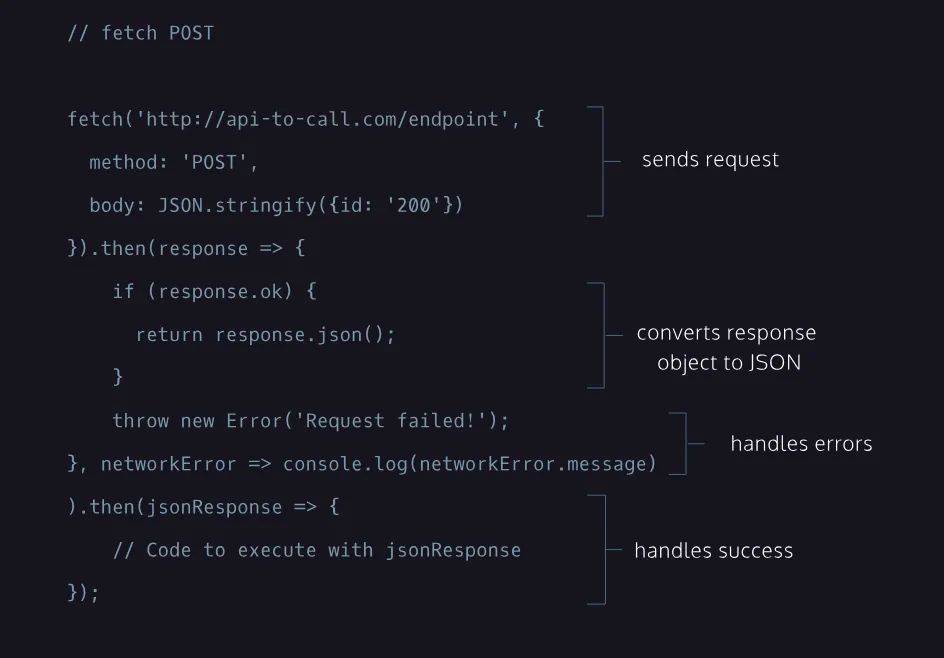 // fetch POST
fetch('http://api-to-call.com/endpoint', {
method: 'POST',
body: JSON.stringify({id: '200'})
sends request
}).then(response => {
if (response.ok) {
return response.json();
}
converts response
object to JSON
throw new Error('Request failed!');
}, networkError => console.log(networkError.message)
handles errors
).then(jsonResponse => {
// Code to execute with jsonResponse
});
handles success